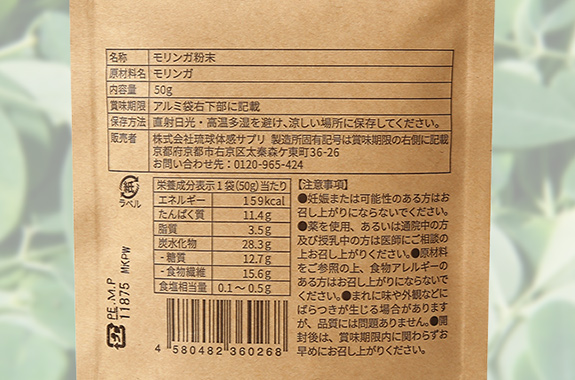 名称 モリンガ粉末
原材料名 モリンガ
内容量 50g
賞味期限 アルミ袋右下部に記載
保存方法 直射日光・高温多湿を避け、涼しい場所に保存してください。
販売者 株式会社琉球体感サプリ 製造所固有記号は賞味期限の右側に記載
京都府京都市右京区太秦森ケ東町36-26
お問い合わせ先：0120-965-424
紙
ラベル
PE,M,P
11875 MKPW
プラ
栄養成分表示1袋(50g)当たり
エネルギー 159kcal
たんぱく質 11.4g
脂質 3.5g
炭水化物 28.3g
-糖質 12.7g
-食物繊維 15.6g
食塩相当量 0.1～0.5g
4 580482 360268
【注意事項】
●妊娠または可能性のある方はお
召し上がりにならないでください。
●薬を使用、あるいは通院中の方
及び授乳中の方は医師にご相談の
上お召し上がりください。●原材料
をご参照の上、食物アレルギーの
ある方はお召し上がりにならないで
ください。●まれに味や外観などに
ばらつきが生じる場合があります
が、品質には問題ありません。●開
封後は、賞味期限内に関わらずお
早めにお召し上がりください。